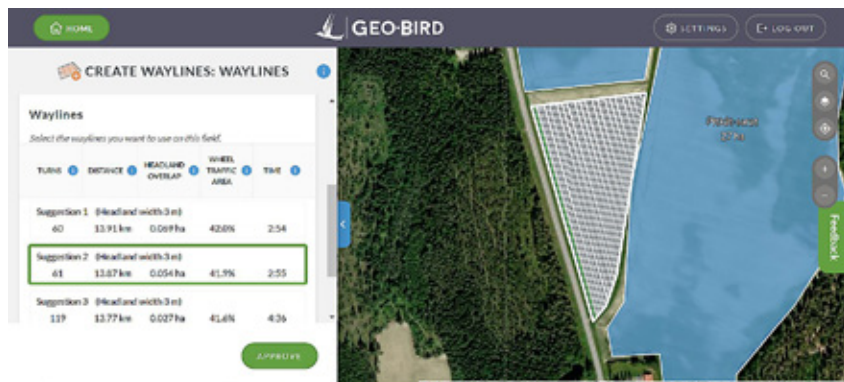 HOME
GEO-BIRD
SETTINGS
LOG OUT
CREATE WAYLINES: WAYLINES
Waylines
Select the waylines you want to use on this field.
TURNS DISTANCE HEADLAND OVERLAP WHEEL TRAFFIC AREA TIME
Suggestion 1 (Headland width:3 m)
60 13.91 km 0.069 ha 42.0% 2:54
Suggestion 2 (Headland width:3 m)
61 13.87 km 0.054 ha 41.9% 2:55
Suggestion 3 (Headland width:3 m)
119 13.77 km 0.027 ha 41.6% 4:36
APPROVE
Feedback